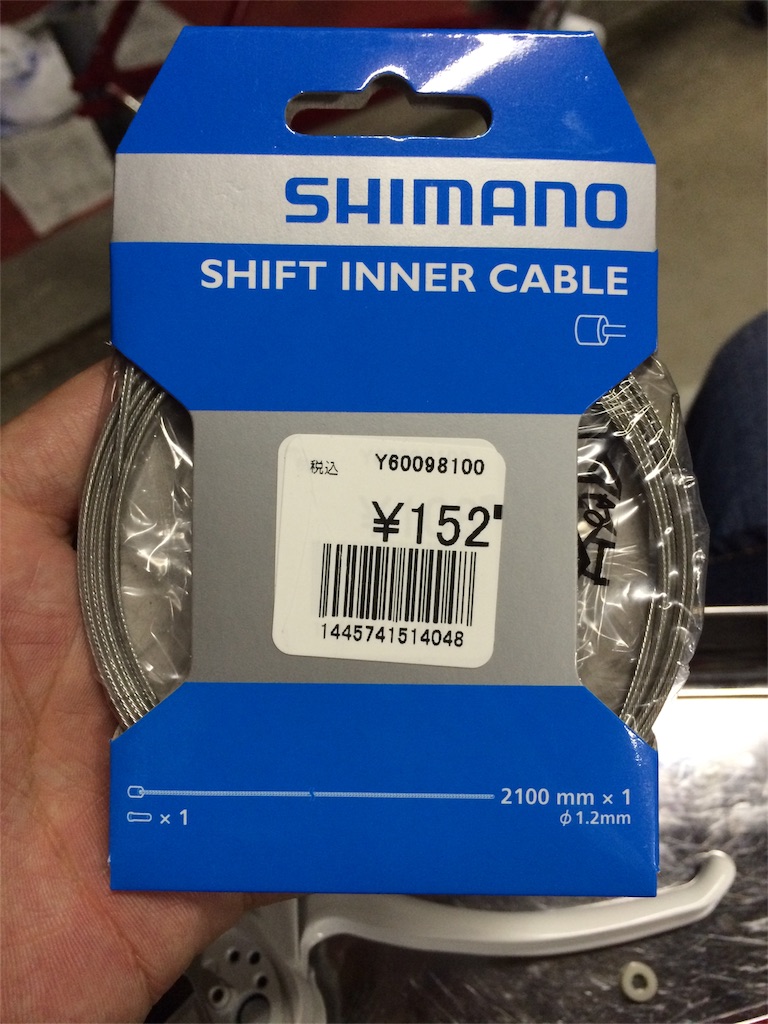 SHIMANO
SHIFT INNER CABLE
税込 Y60098100
¥152
1445741514048
2100 mm × 1
× 1
φ 1.2mm